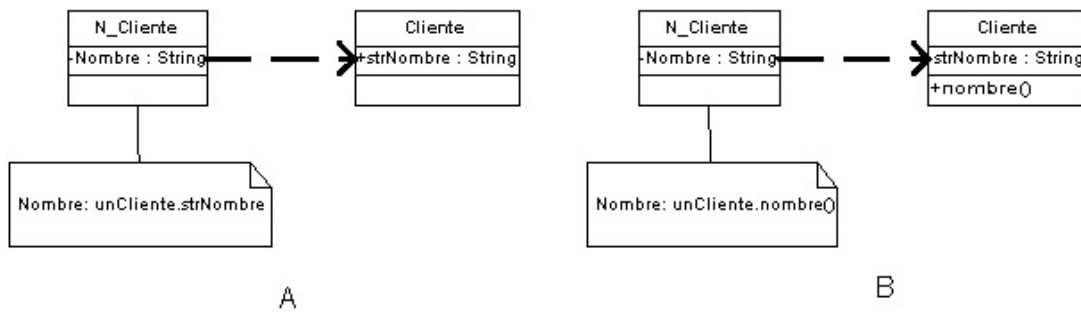 N_Cliente
-Nombre : String
Cliente
+strNombre : String
Nombre: unCliente.strNombre
A
N_Cliente
-Nombre : String
Cliente
strNombre : String
+nombre()
Nombre: unCliente.nombre()
B